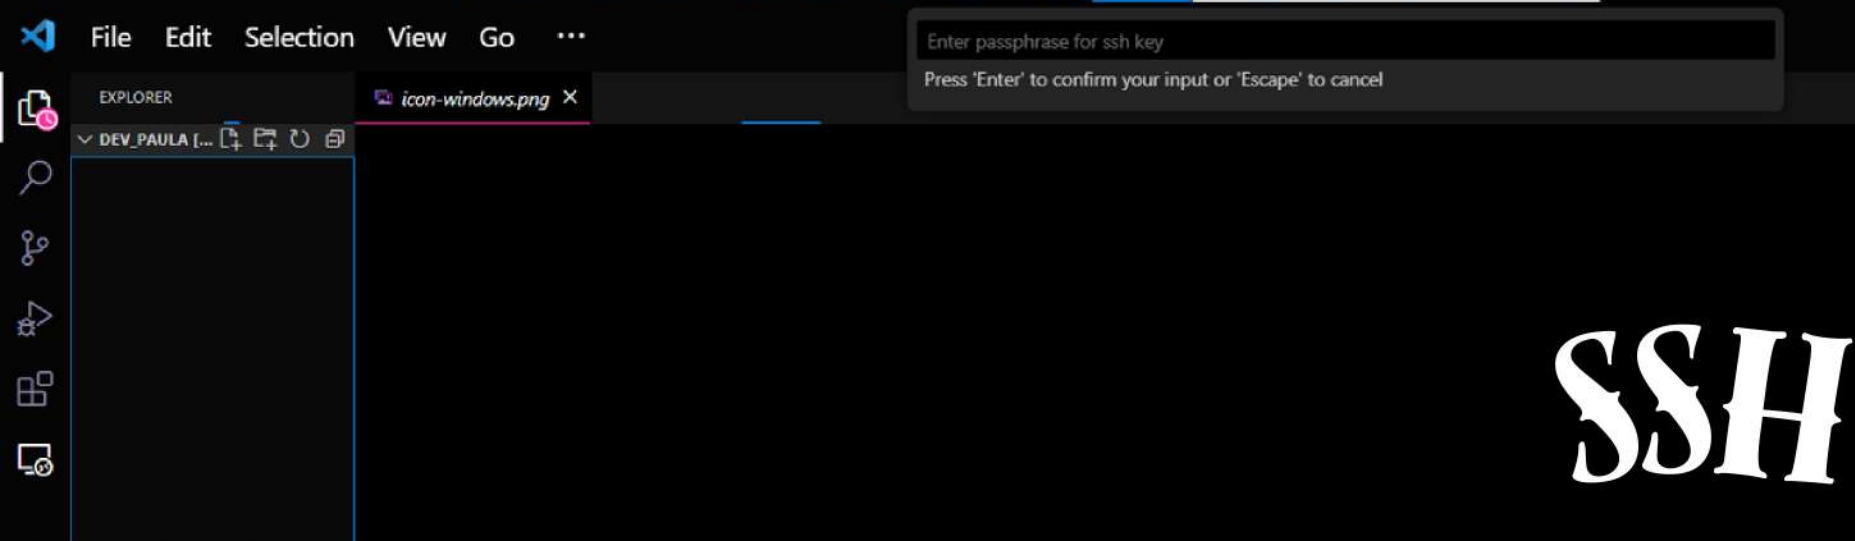 File Edit Selection View Go ...
Enter passphrase for ssh key
Press 'Enter' to confirm your input or 'Escape' to cancel
EXPLORER
icon-windows.png
DEV_PAULA [...
SSH